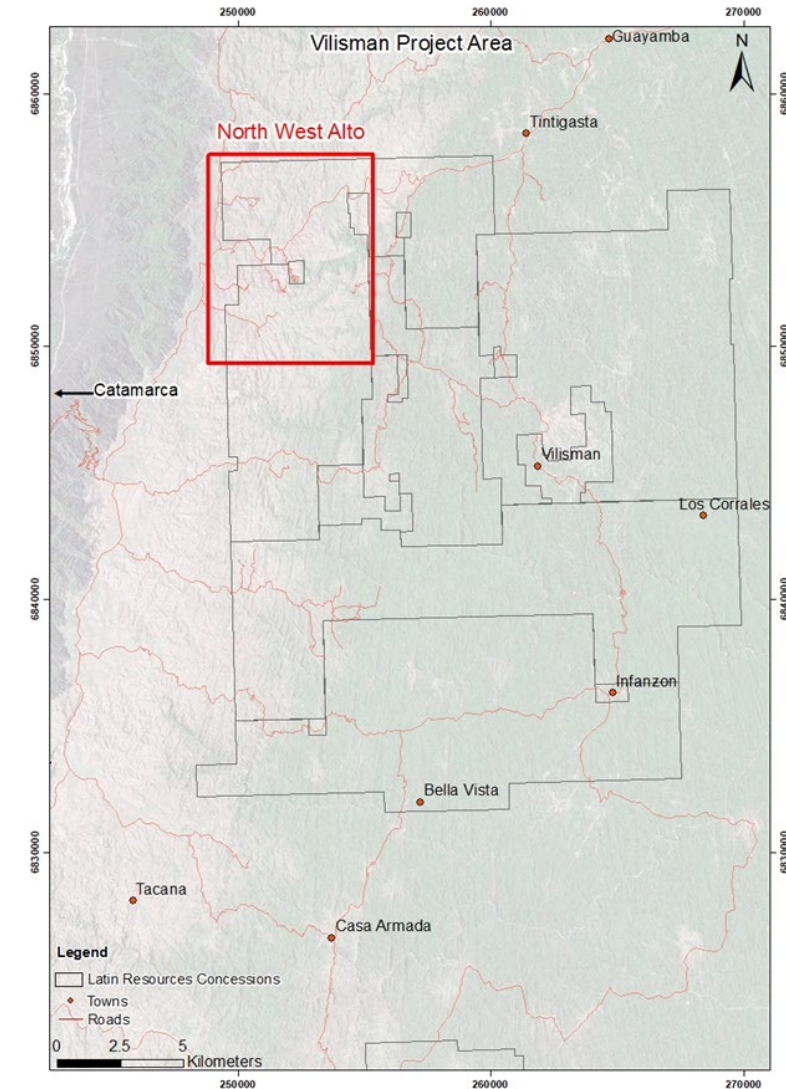 250000
260000
270000
Vilisman Project Area
Guayamba
N
6860000
6860000
Tintigasta
North West Alto
6850000
6850000
Catamarca
Vilisman
Los Corrales
6840000
6840000
Infanzon
Bella Vista
6830000
6830000
Tacana
Casa Armada
Legend
Latin Resources Concessions
Towns
Roads
0 2.5 5
Kilometers
250000
260000
270000